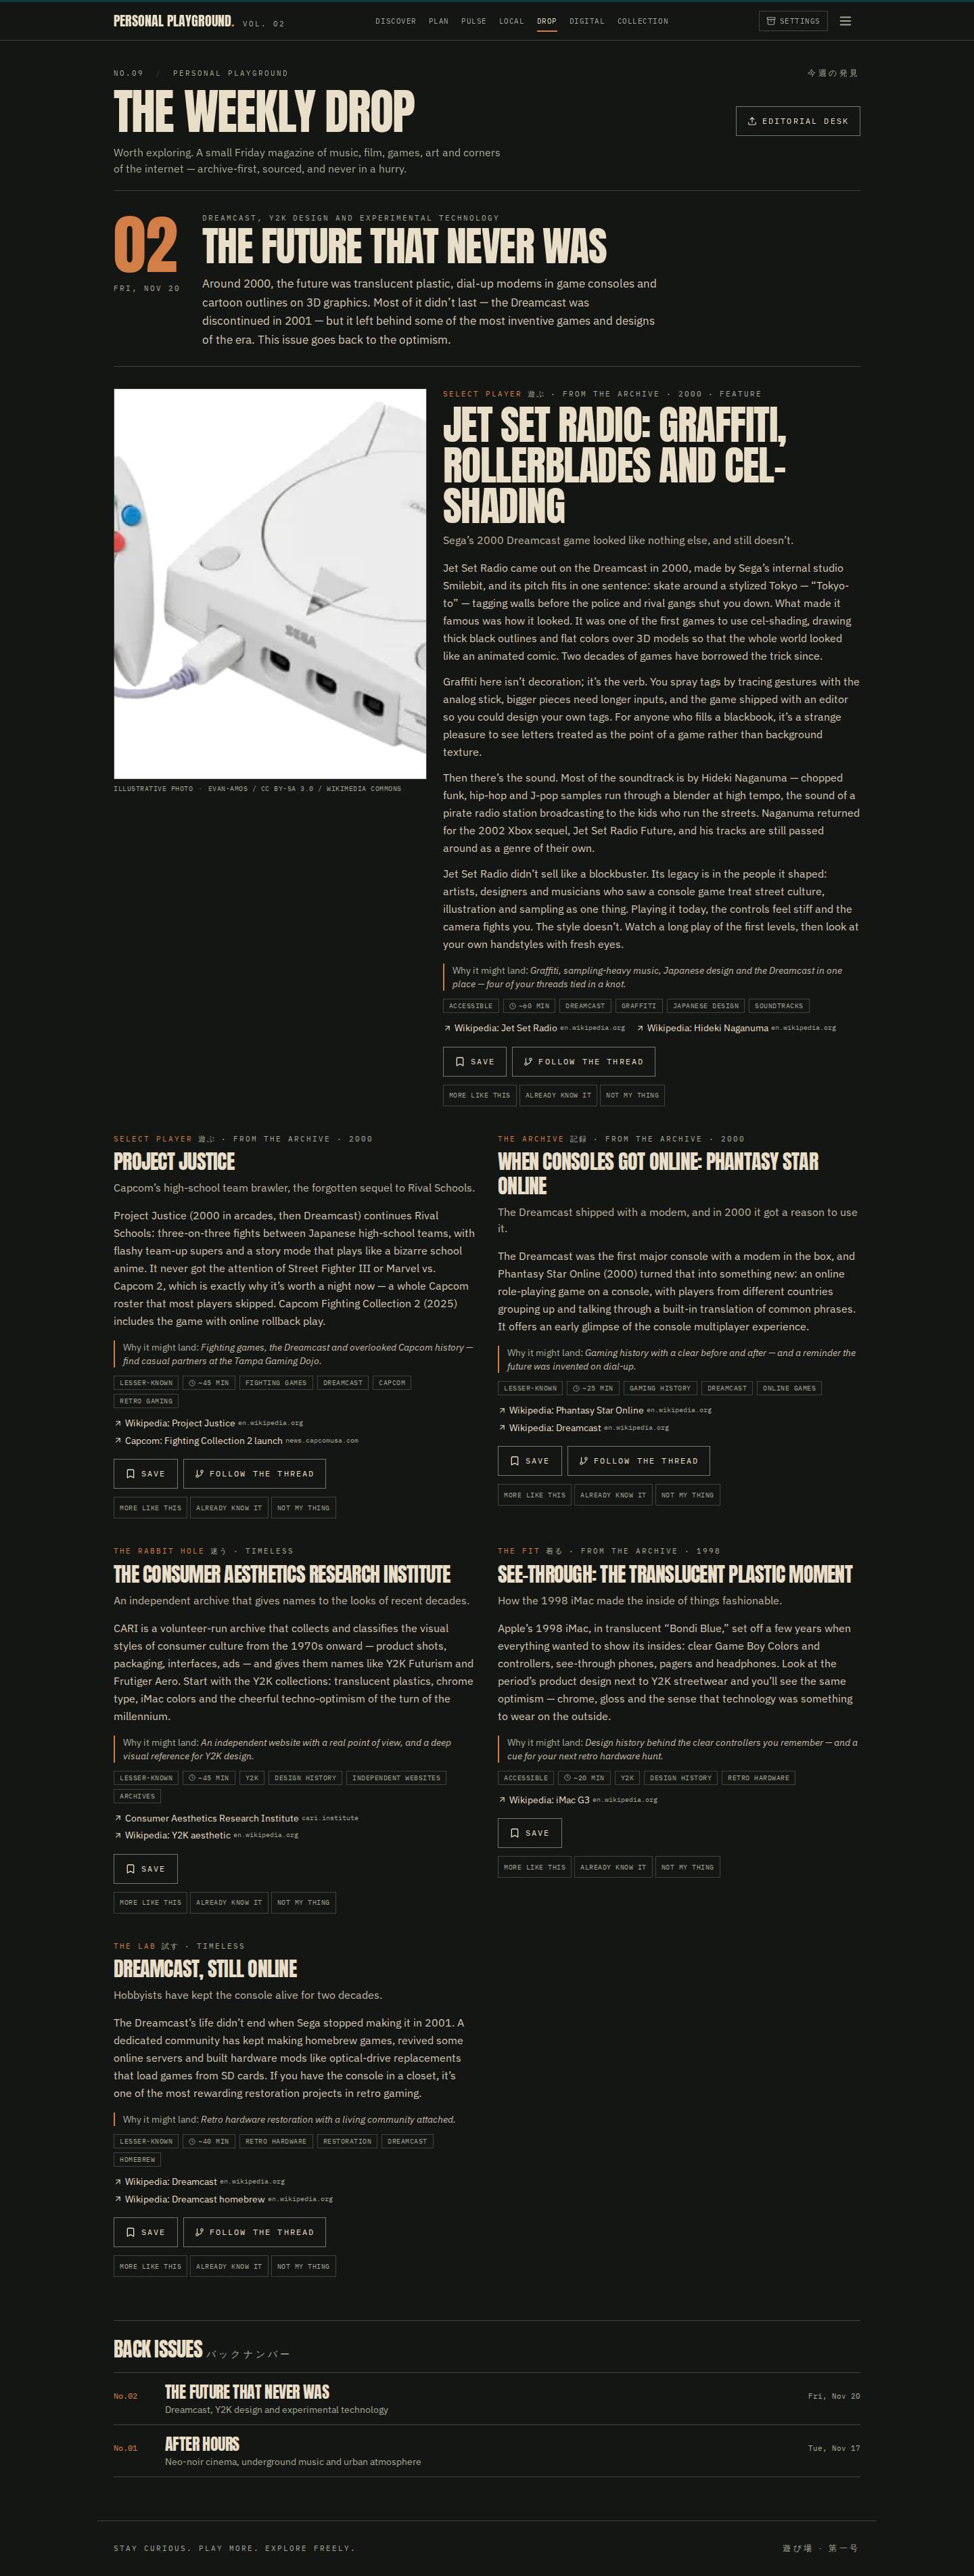 PERSONAL PLAYGROUND. VOL. 02
DISCOVER PLAN PULSE LOCAL DROP DIGITAL COLLECTION
SETTINGS
NO.09 / PERSONAL PLAYGROUND
今週の発見
THE WEEKLY DROP
EDITORIAL DESK
Worth exploring. A small Friday magazine of music, film, games, art and corners
of the internet — archive-first, sourced, and never in a hurry.
02
FRI, NOV 20
DREAMCAST, Y2K DESIGN AND EXPERIMENTAL TECHNOLOGY
THE FUTURE THAT NEVER WAS
Around 2000, the future was translucent plastic, dial-up modems in game consoles and
cartoon outlines on 3D graphics. Most of it didn’t last — the Dreamcast was
discontinued in 2001 — but it left behind some of the most inventive games and designs
of the era. This issue goes back to the optimism.
SEGA
ILLUSTRATIVE PHOTO · EVAN-AMOS / CC BY-SA 3.0 / WIKIMEDIA COMMONS
SELECT PLAYER 遊ぶ · FROM THE ARCHIVE · 2000 · FEATURE
JET SET RADIO: GRAFFITI,
ROLLERBLADES AND CEL-
SHADING
Sega’s 2000 Dreamcast game looked like nothing else, and still doesn’t.
Jet Set Radio came out on the Dreamcast in 2000, made by Sega’s internal studio
Smilebit, and its pitch fits in one sentence: skate around a stylized Tokyo — “Tokyo-
to” — tagging walls before the police and rival gangs shut you down. What made it
famous was how it looked. It was one of the first games to use cel-shading, drawing
thick black outlines and flat colors over 3D models so that the whole world looked
like an animated comic. Two decades of games have borrowed the trick since.
Graffiti here isn’t decoration; it’s the verb. You spray tags by tracing gestures with the
analog stick, bigger pieces need longer inputs, and the game shipped with an editor
so you could design your own tags. For anyone who fills a blackbook, it’s a strange
pleasure to see letters treated as the point of a game rather than background
texture.
Then there’s the sound. Most of the soundtrack is by Hideki Naganuma — chopped
funk, hip-hop and J-pop samples run through a blender at high tempo, the sound of a
pirate radio station broadcasting to the kids who run the streets. Naganuma returned
for the 2002 Xbox sequel, Jet Set Radio Future, and his tracks are still passed
around as a genre of their own.
Jet Set Radio didn’t sell like a blockbuster. Its legacy is in the people it shaped:
artists, designers and musicians who saw a console game treat street culture,
illustration and sampling as one thing. Playing it today, the controls feel stiff and the
camera fights you. The style doesn’t. Watch a long play of the first levels, then look at
your own handstyles with fresh eyes.
Why it might land: Graffiti, sampling-heavy music, Japanese design and the Dreamcast in one
place — four of your threads tied in a knot.
ACCESSIBLE ~60 MIN DREAMCAST GRAFFITI JAPANESE DESIGN SOUNDTRACKS
Wikipedia: Jet Set Radio en.wikipedia.org Wikipedia: Hideki Naganuma en.wikipedia.org
SAVE FOLLOW THE THREAD
MORE LIKE THIS ALREADY KNOW IT NOT MY THING
SELECT PLAYER 遊ぶ · FROM THE ARCHIVE · 2000
PROJECT JUSTICE
Capcom’s high-school team brawler, the forgotten sequel to Rival Schools.
Project Justice (2000 in arcades, then Dreamcast) continues Rival
Schools: three-on-three fights between Japanese high-school teams, with
flashy team-up supers and a story mode that plays like a bizarre school
anime. It never got the attention of Street Fighter III or Marvel vs.
Capcom 2, which is exactly why it’s worth a night now — a whole Capcom
roster that most players skipped. Capcom Fighting Collection 2 (2025)
includes the game with online rollback play.
Why it might land: Fighting games, the Dreamcast and overlooked Capcom history —
find casual partners at the Tampa Gaming Dojo.
LESSER-KNOWN ~45 MIN FIGHTING GAMES DREAMCAST CAPCOM
RETRO GAMING
Wikipedia: Project Justice en.wikipedia.org
Capcom: Fighting Collection 2 launch news.capcomusa.com
SAVE FOLLOW THE THREAD
MORE LIKE THIS ALREADY KNOW IT NOT MY THING
THE ARCHIVE 記録 · FROM THE ARCHIVE · 2000
WHEN CONSOLES GOT ONLINE: PHANTASY STAR
ONLINE
The Dreamcast shipped with a modem, and in 2000 it got a reason to use
it.
The Dreamcast was the first major console with a modem in the box, and
Phantasy Star Online (2000) turned that into something new: an online
role-playing game on a console, with players from different countries
grouping up and talking through a built-in translation of common phrases.
It offers an early glimpse of the console multiplayer experience.
Why it might land: Gaming history with a clear before and after — and a reminder the
future was invented on dial-up.
LESSER-KNOWN ~25 MIN GAMING HISTORY DREAMCAST ONLINE GAMES
Wikipedia: Phantasy Star Online en.wikipedia.org
Wikipedia: Dreamcast en.wikipedia.org
SAVE FOLLOW THE THREAD
MORE LIKE THIS ALREADY KNOW IT NOT MY THING
THE RABBIT HOLE 迷う · TIMELESS
THE CONSUMER AESTHETICS RESEARCH INSTITUTE
An independent archive that gives names to the looks of recent decades.
CARI is a volunteer-run archive that collects and classifies the visual
styles of consumer culture from the 1970s onward — product shots,
packaging, interfaces, ads — and gives them names like Y2K Futurism and
Frutiger Aero. Start with the Y2K collections: translucent plastics, chrome
type, iMac colors and the cheerful techno-optimism of the turn of the
millennium.
Why it might land: An independent website with a real point of view, and a deep
visual reference for Y2K design.
LESSER-KNOWN ~45 MIN Y2K DESIGN HISTORY INDEPENDENT WEBSITES
ARCHIVES
Consumer Aesthetics Research Institute cari.institute
Wikipedia: Y2K aesthetic en.wikipedia.org
SAVE
MORE LIKE THIS ALREADY KNOW IT NOT MY THING
THE FIT 着る · FROM THE ARCHIVE · 1998
SEE-THROUGH: THE TRANSLUCENT PLASTIC MOMENT
How the 1998 iMac made the inside of things fashionable.
Apple’s 1998 iMac, in translucent “Bondi Blue,” set off a few years when
everything wanted to show its insides: clear Game Boy Colors and
controllers, see-through phones, pagers and headphones. Look at the
period’s product design next to Y2K streetwear and you’ll see the same
optimism — chrome, gloss and the sense that technology was something
to wear on the outside.
Why it might land: Design history behind the clear controllers you remember — and a
cue for your next retro hardware hunt.
ACCESSIBLE ~20 MIN Y2K DESIGN HISTORY RETRO HARDWARE
Wikipedia: iMac G3 en.wikipedia.org
SAVE
MORE LIKE THIS ALREADY KNOW IT NOT MY THING
THE LAB 試す · TIMELESS
DREAMCAST, STILL ONLINE
Hobbyists have kept the console alive for two decades.
The Dreamcast’s life didn’t end when Sega stopped making it in 2001. A
dedicated community has kept making homebrew games, revived some
online servers and built hardware mods like optical-drive replacements
that load games from SD cards. If you have the console in a closet, it’s
one of the most rewarding restoration projects in retro gaming.
Why it might land: Retro hardware restoration with a living community attached.
LESSER-KNOWN ~40 MIN RETRO HARDWARE RESTORATION DREAMCAST
HOMEBREW
Wikipedia: Dreamcast en.wikipedia.org
Wikipedia: Dreamcast homebrew en.wikipedia.org
SAVE FOLLOW THE THREAD
MORE LIKE THIS ALREADY KNOW IT NOT MY THING
BACK ISSUES バックナンバー
No.02 THE FUTURE THAT NEVER WAS Fri, Nov 20
Dreamcast, Y2K design and experimental technology
No.01 AFTER HOURS Tue, Nov 17
Neo-noir cinema, underground music and urban atmosphere
STAY CURIOUS. PLAY MORE. EXPLORE FREELY.
遊び場 · 第一号